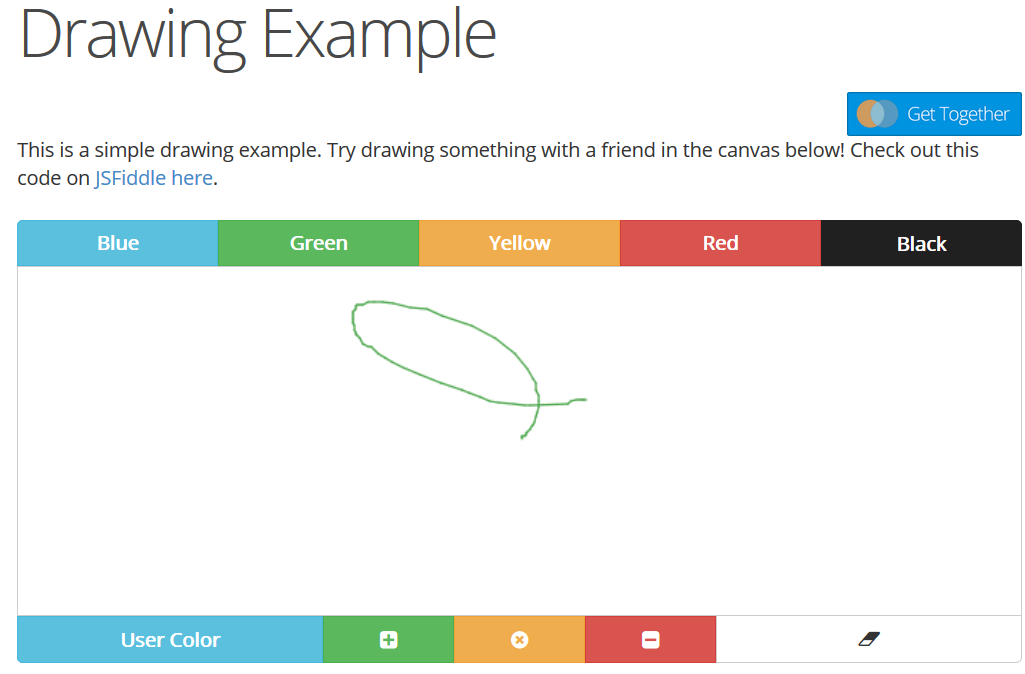 Drawing Example
Get Together
This is a simple drawing example. Try drawing something with a friend in the canvas below! Check out this
code on JSFiddle here.
Blue Green Yellow Red Black
User Color